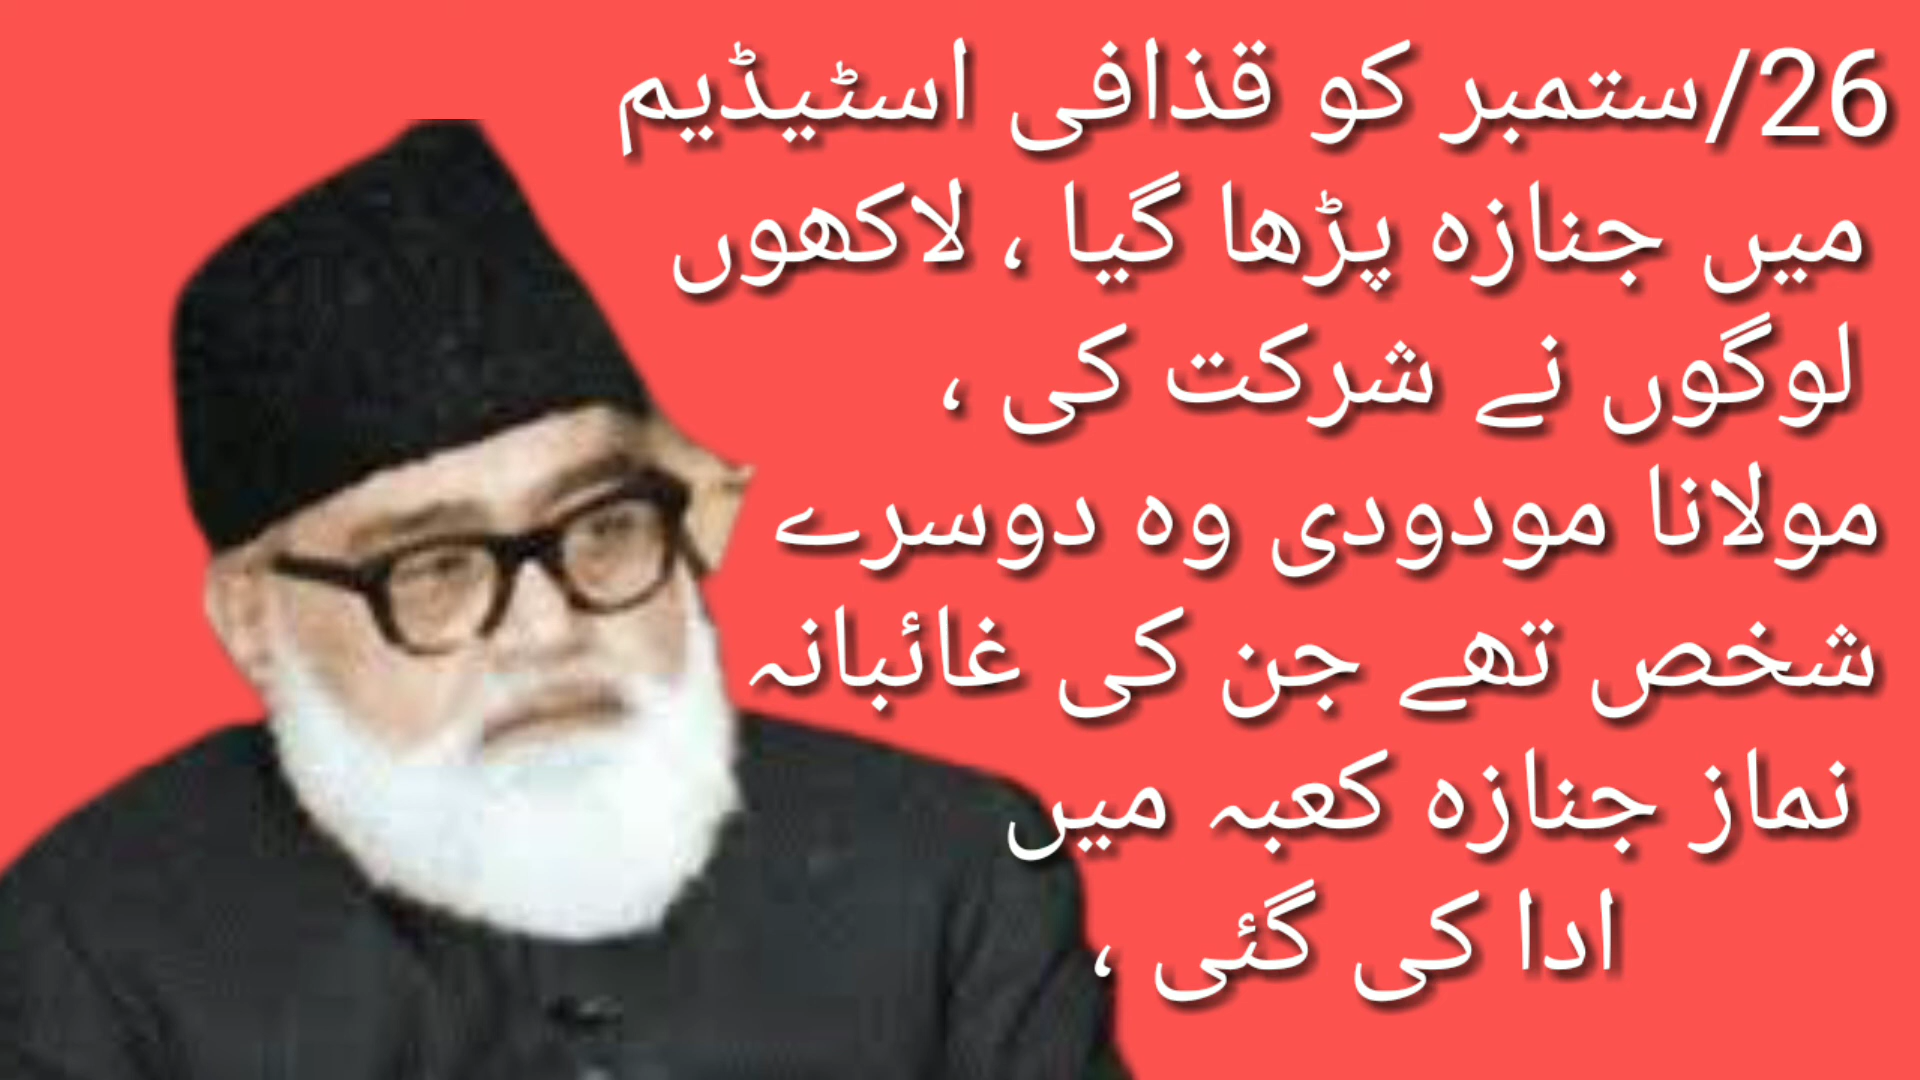 26/ستمبر کو قذافی اسٹیڈیم
میں جنازہ پڑھا گیا ، لاکھوں
لوگوں نے شرکت کی ،
مولانا مودودی وہ دوسرے
شخص تھے جن کی غائبانہ
نماز جنازہ کعبہ میں
ادا کی گئی ،